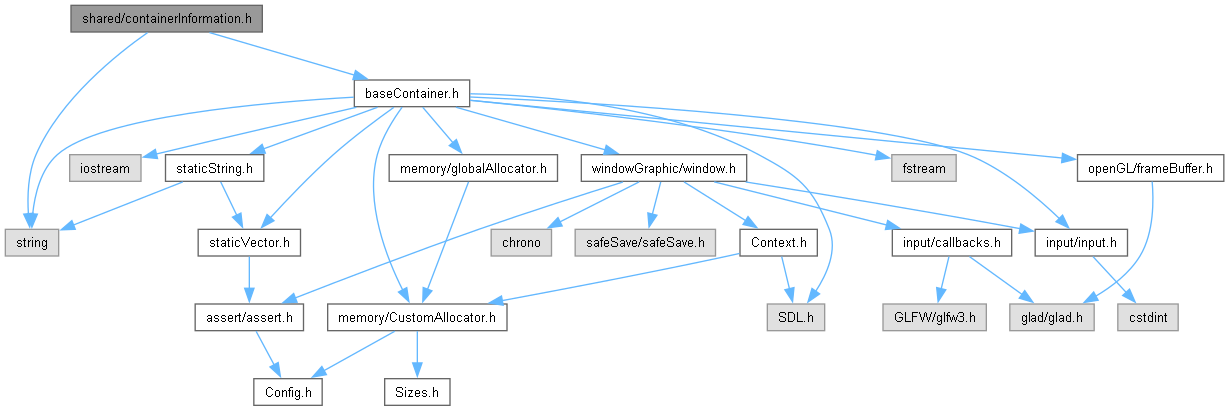 shared/containerInformation.h
baseContainer.h
iostream
staticString.h
memory/globalAllocator.h
windowGraphic/window.h
fstream
openGL/frameBuffer.h
string
staticVector.h
chrono
safeSave/safeSave.h
Context.h
input/callbacks.h
input/input.h
assert/assert.h
memory/CustomAllocator.h
SDL.h
GLFW/glfw3.h
glad/glad.h
cstdint
Config.h
Sizes.h